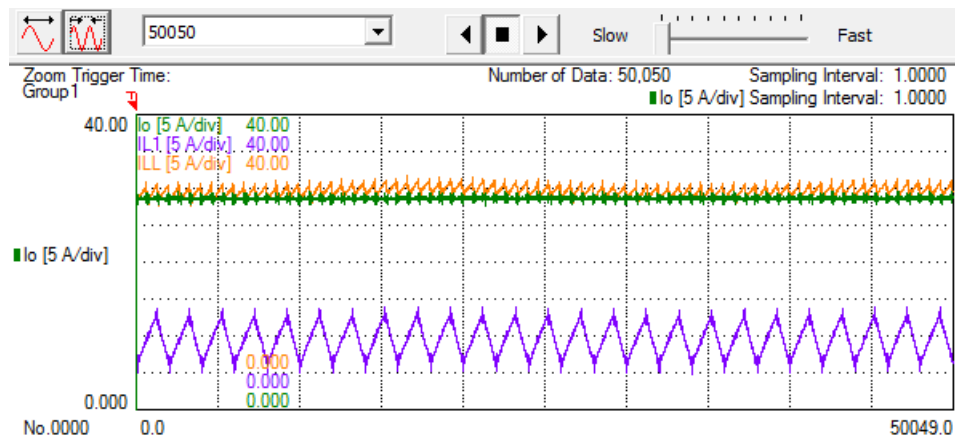 50050
Slow
Fast
Zoom Trigger Time:
Number of Data: 50,050
Sampling Interval: 1.0000
Group1
Io [5 A/div] Sampling Interval: 1.0000
40.00
Io [5 A/div] 40.00
IL1 [5 A/div] 40.00
ILL [5 A/div] 40.00
Io [5 A/div]
0.000
0.000
0.000
0.000
No.0000
0.0
50049.0